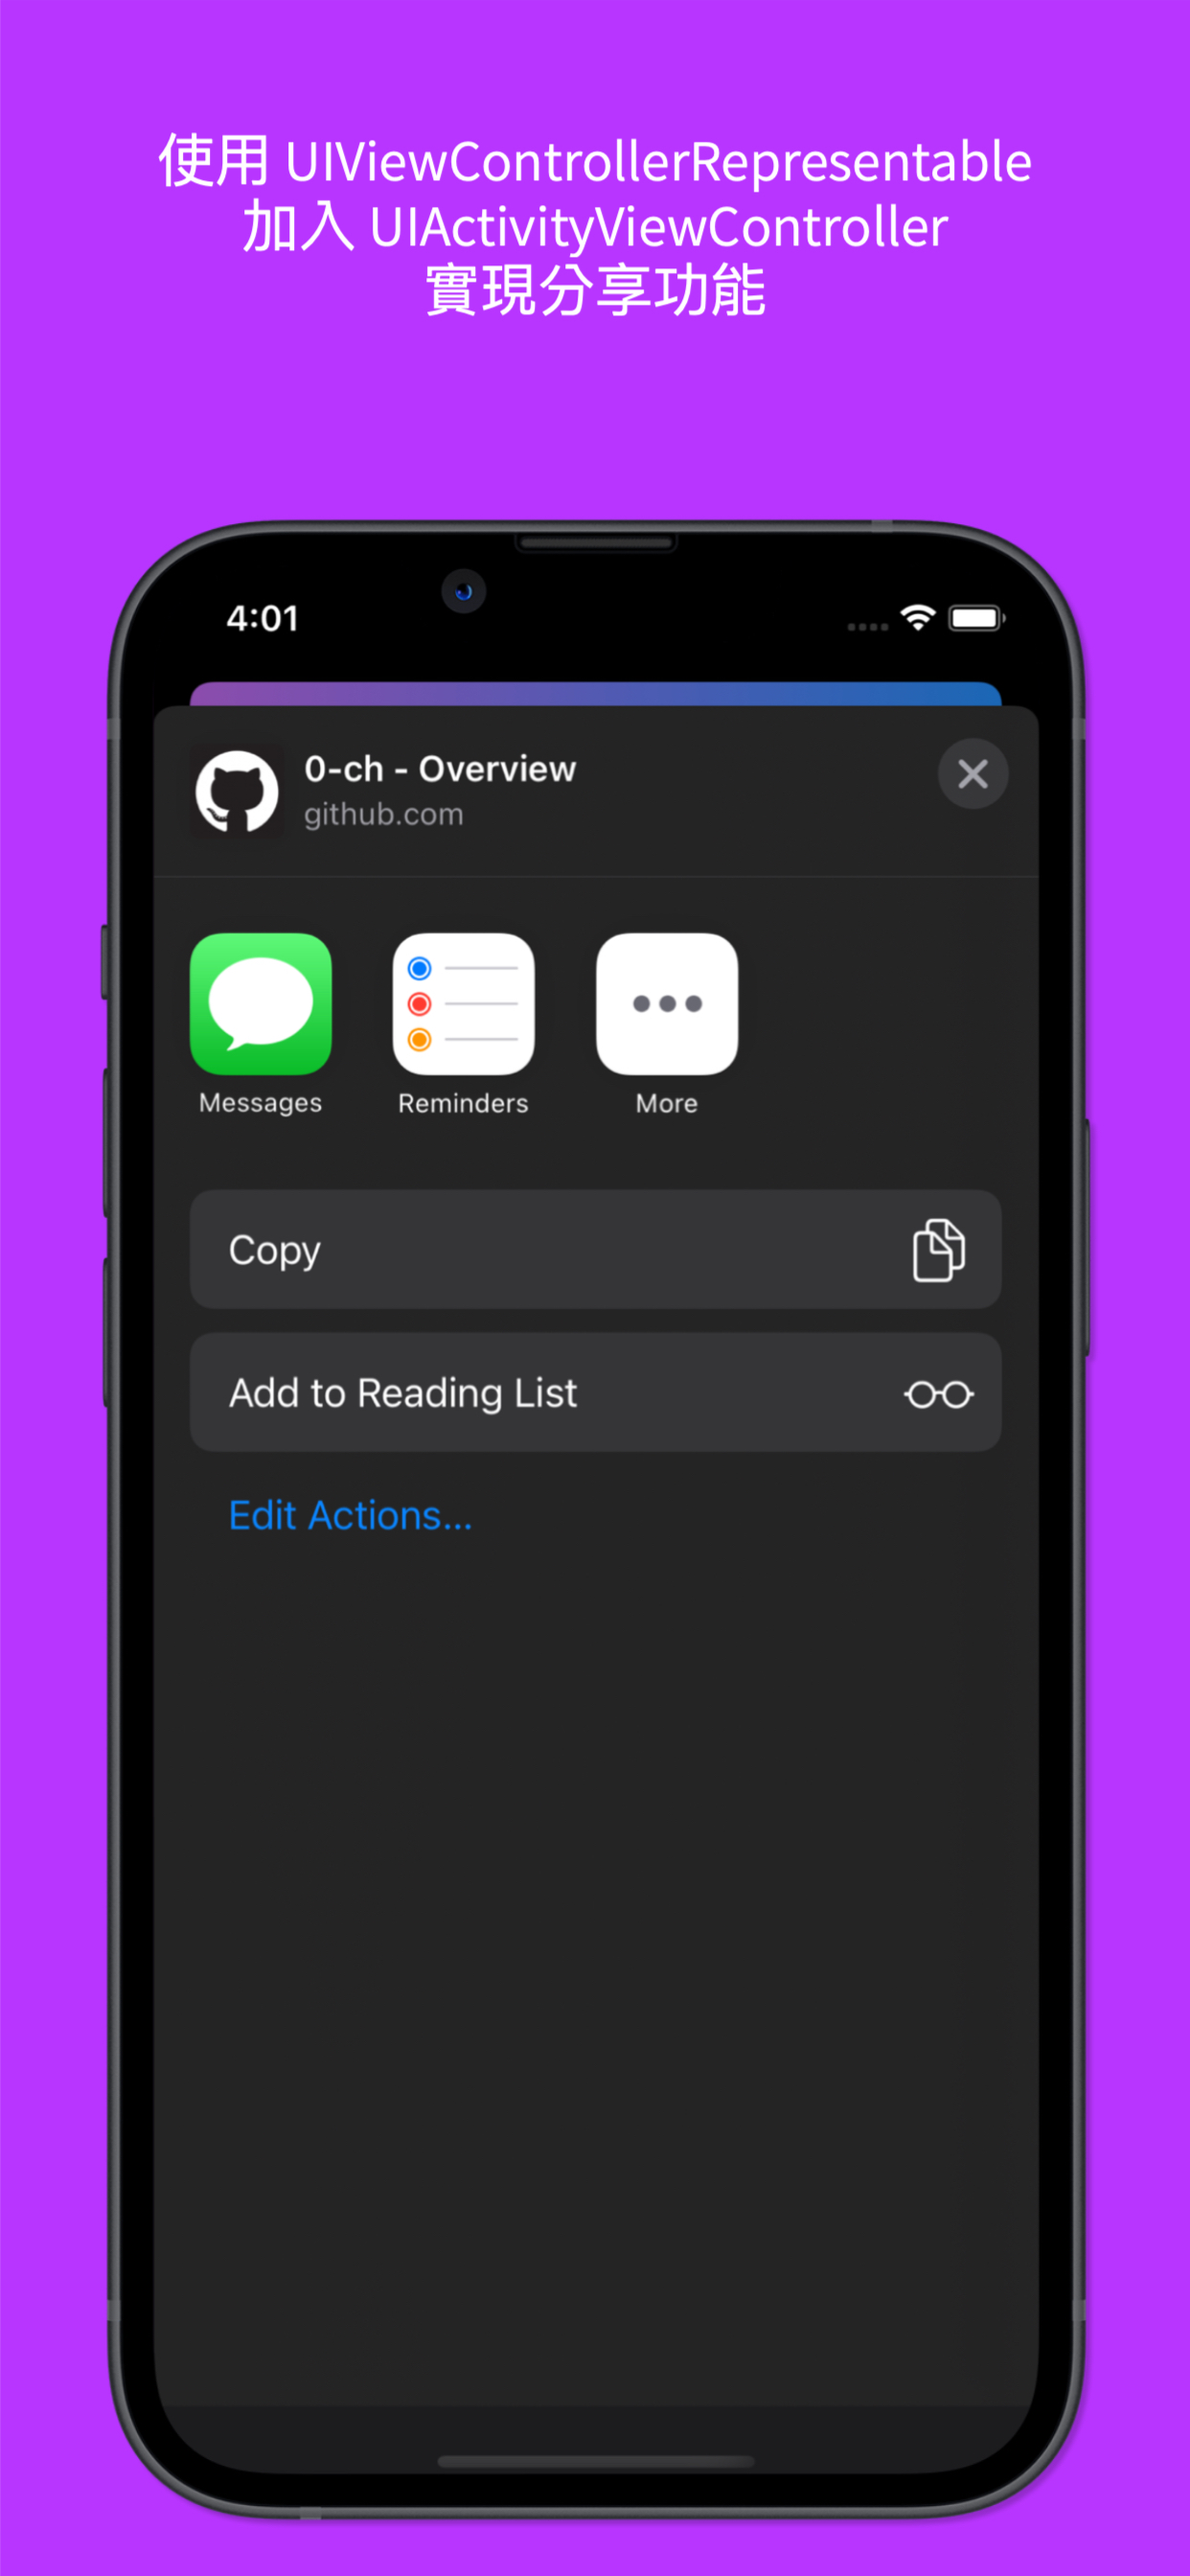 使用 UIViewControllerRepresentable
加入 UIActivityViewController
實現分享功能
4:01
0-ch - Overview
github.com
Messages
Reminders
More
Copy
Add to Reading List
Edit Actions...